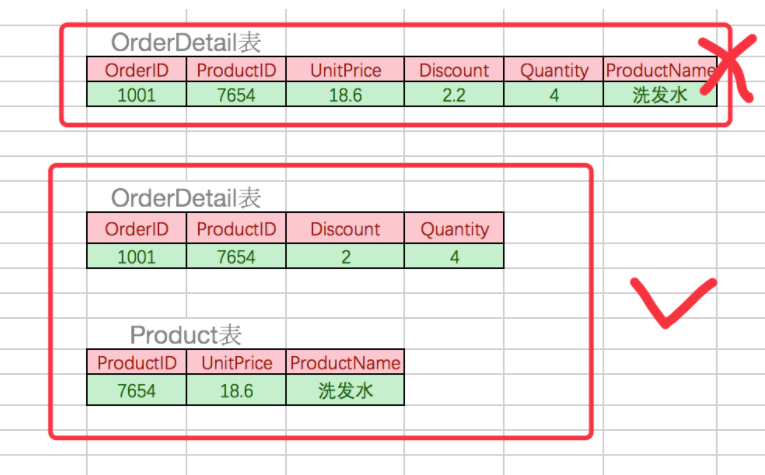 OrderDetail表
OrderID ProductID UnitPrice Discount Quantity ProductName
1001 7654 18.6 2.2 4 洗发水
OrderDetail表
OrderID ProductID Discount Quantity
1001 7654 2 4
Product表
ProductID UnitPrice ProductName
7654 18.6 洗发水